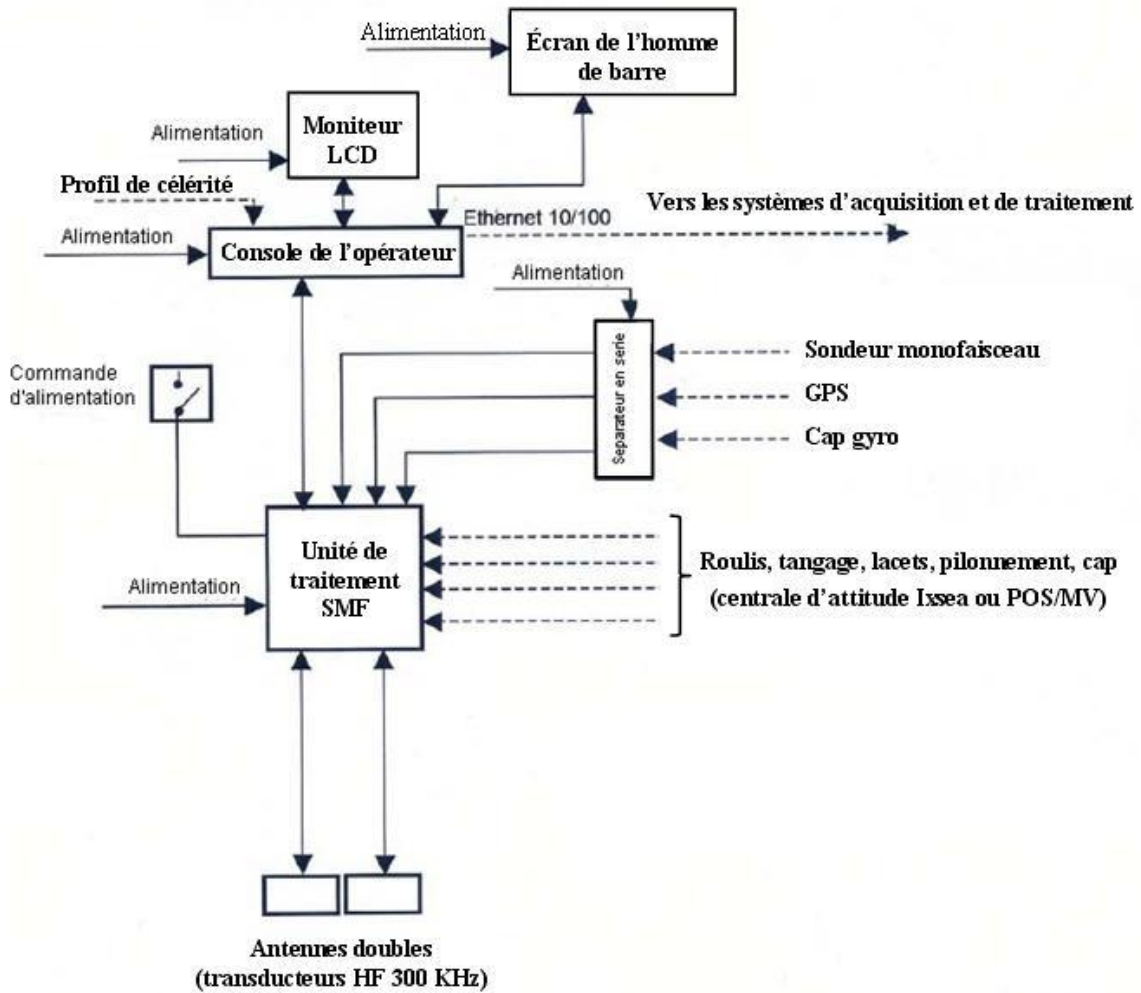 Alimentation
Écran de l'homme
de barre
Alimentation
Moniteur
LCD
Profil de célérité
Vers les systèmes d'acquisition et de traitement
Ethernet 10/100
Alimentation
Console de l'opérateur
Alimentation
Separateur en serie
Sondeur monofaisceau
GPS
Cap gyro
Commande
d'alimentation
Unité de
traitement
SMF
Alimentation
Roulis, tangage, lacets, pilonnement, cap
(centrale d'attitude Ixsea ou POS/MV)
Antennes doubles
(transducteurs HF 300 KHz)